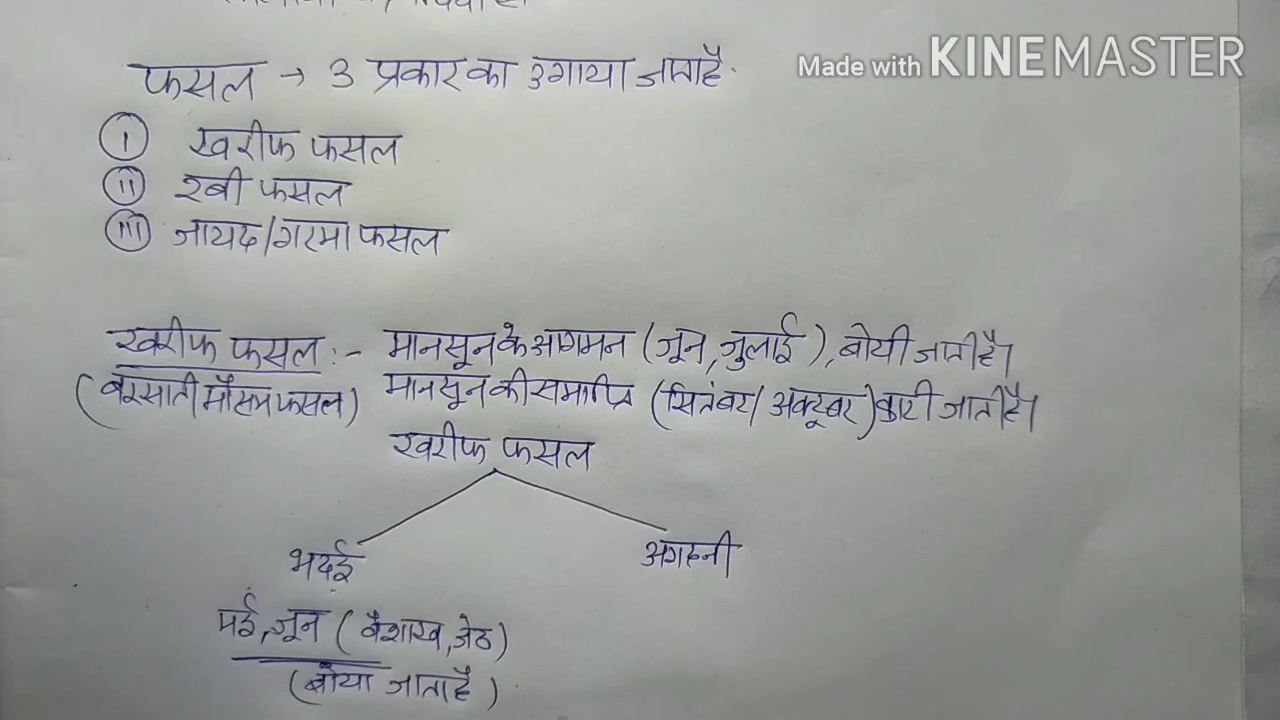 Made with KINEMASTER
फसल → 3 प्रकार का उगाया जाता है.
(i) खरीफ फसल
(ii) रबी फसल
(iii) जायद/गरमा फसल
खरीफ फसल :- मानसून के आगमन (जून, जुलाई), बोयी जाती है।
(बरसाती मौसम फसल) मानसून की समाप्ति (सितंबर/अक्टूबर) काटी जाती है।
खरीफ फसल
भदई अगहनी
मई, जून (वैशाख, जेठ)
(बोया जाता है)